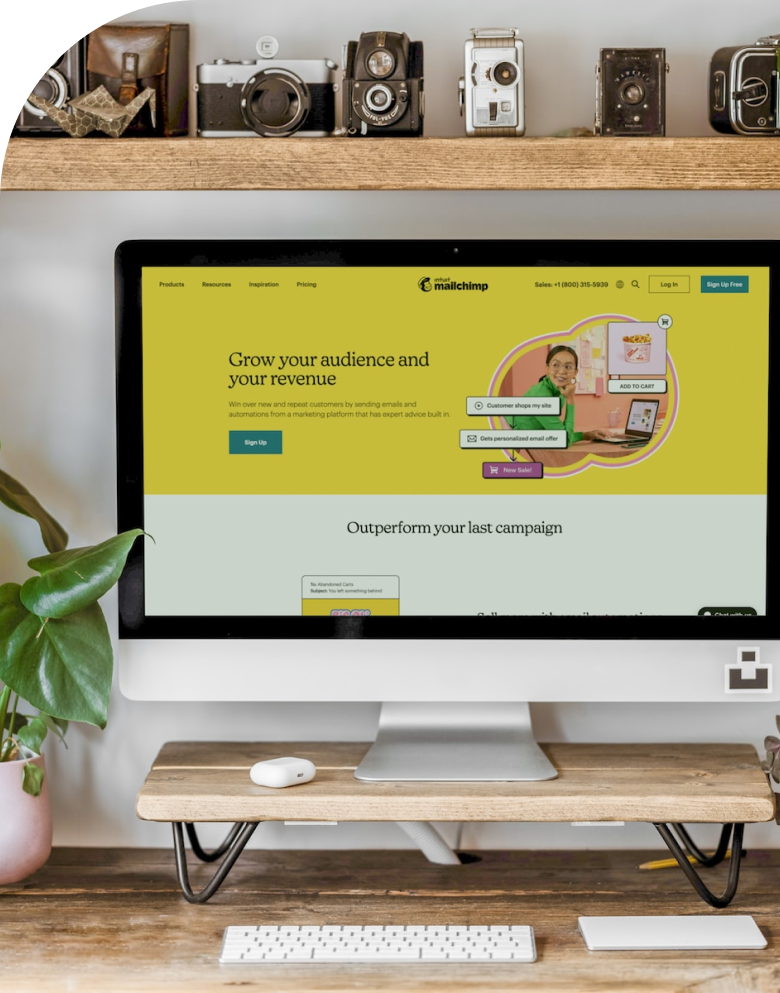 Products Resources Inspiration Pricing
intuit
mailchimp
Sales: +1 (800) 315-5939
Log In
Sign Up Free
Grow your audience and
your revenue
Win over new and repeat customers by sending emails and
automations from a marketing platform that has expert advice built in.
Sign Up
ADD TO CART
Customer shops my site
Gets personalized email offer
New Sale!
Outperform your last campaign
No Abandoned Carts
Subject: You left something behind!
Chat with us